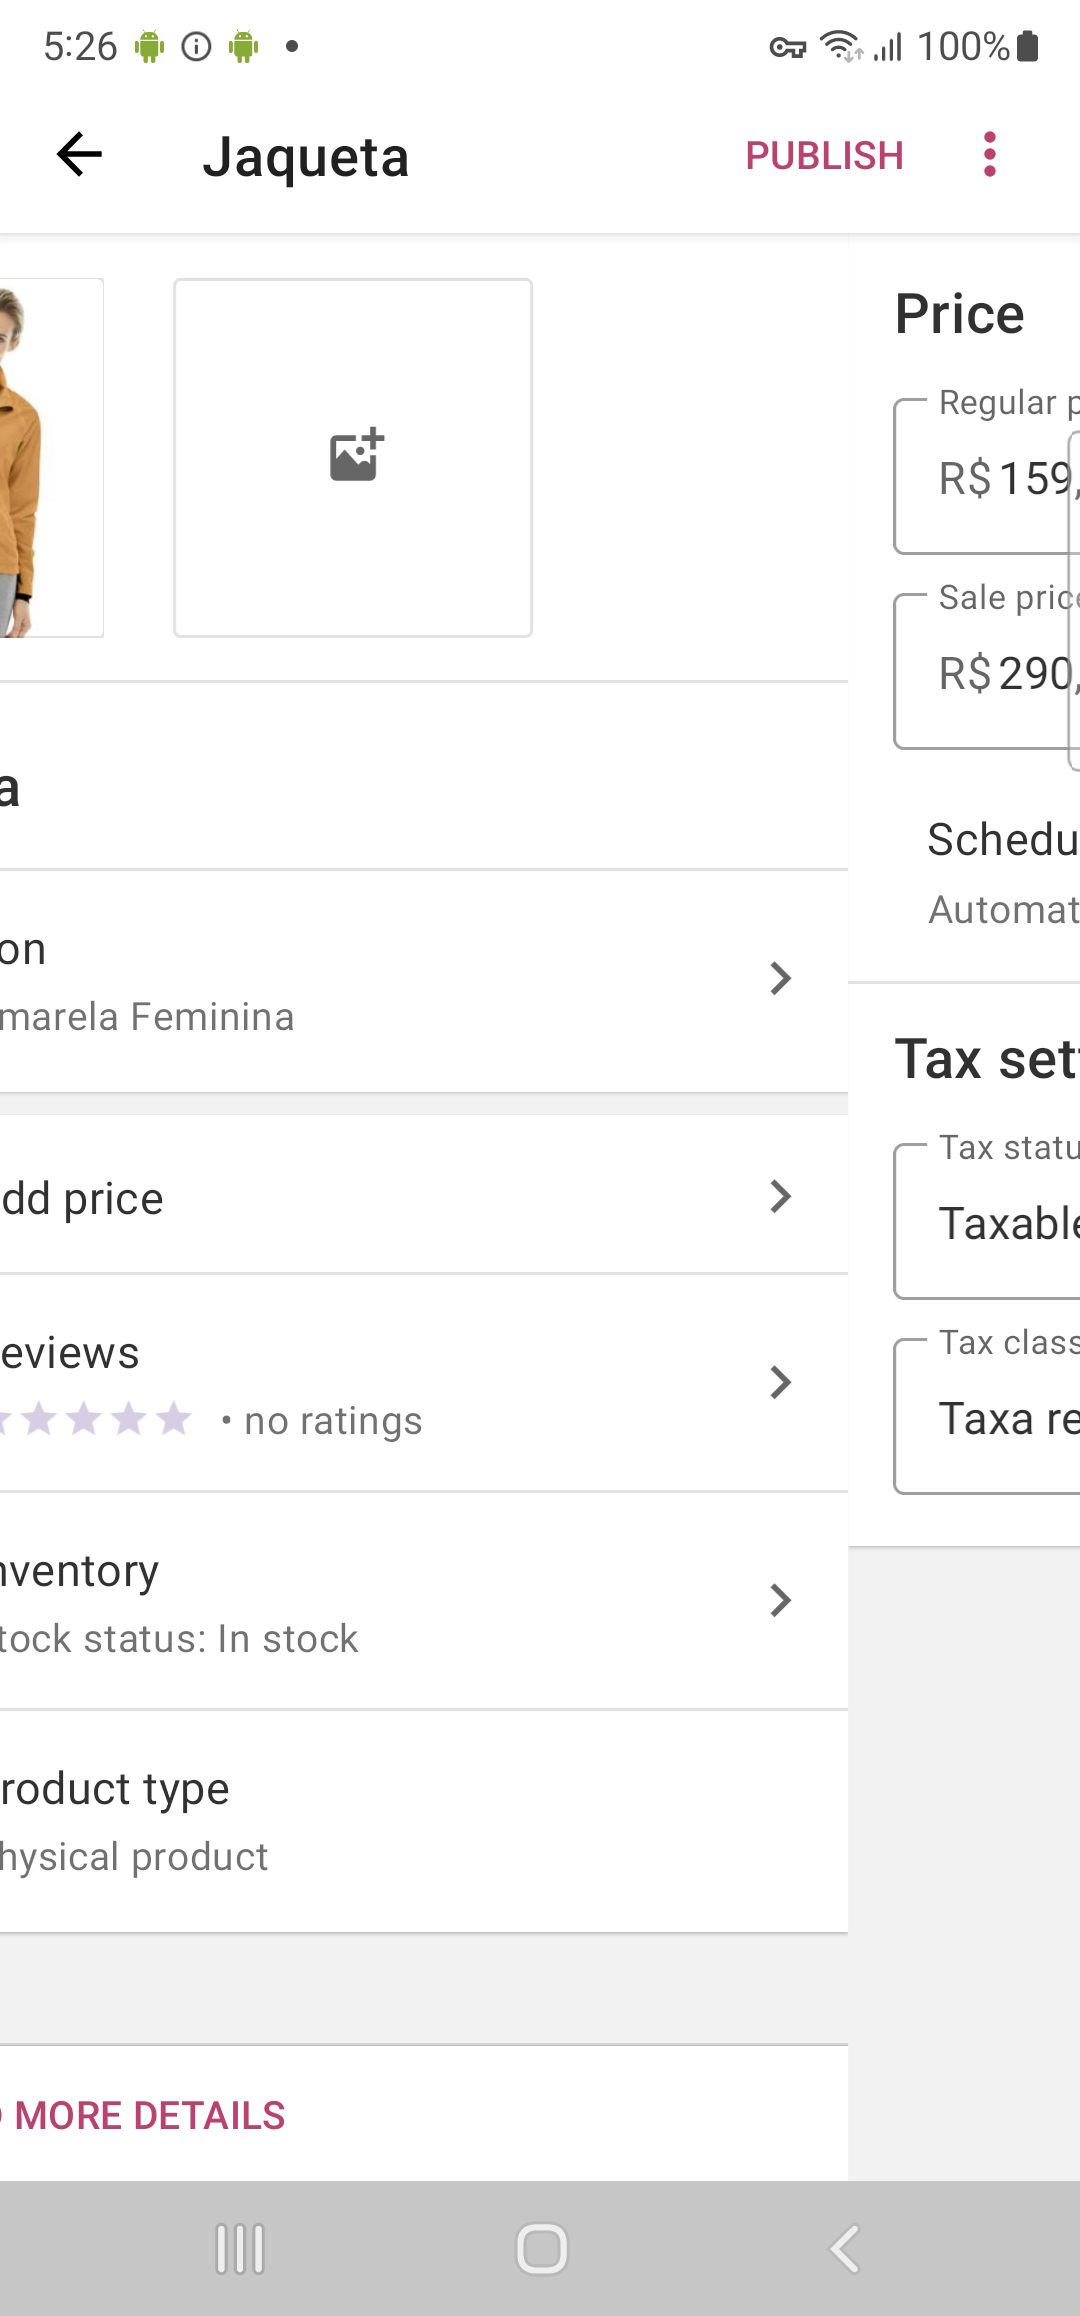 5:26
100%
Jaqueta
PUBLISH
a
on
marela Feminina
dd price
eviews
• no ratings
nventory
tock status: In stock
roduct type
hysical product
MORE DETAILS
Price
Regular p
R$ 159,
Sale price
R$ 290,
Schedu
Automat
Tax sett
Tax statu
Taxable
Tax class
Taxa re